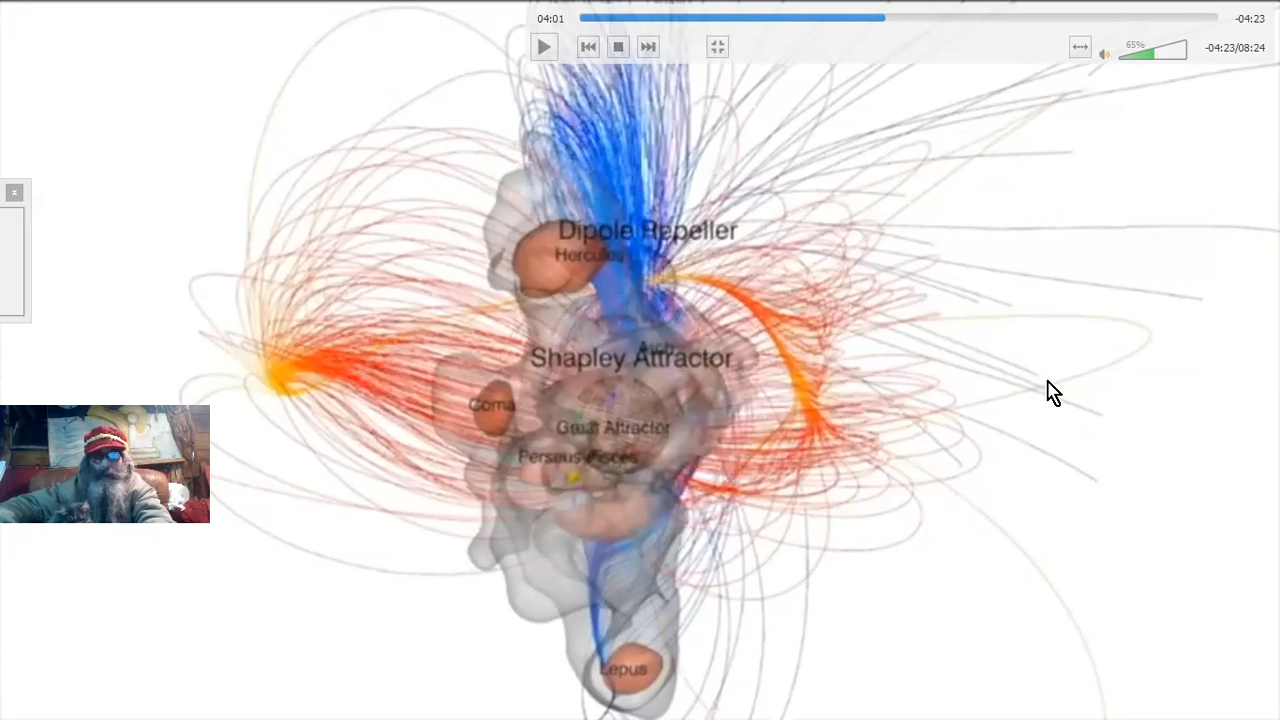 04:01
-04:23
65%
-04:23/08:24
x
Dipole Repeller
Hercules
Arch
Shapley Attractor
Coma
Great Attractor
Perseus Pisces
Lepus